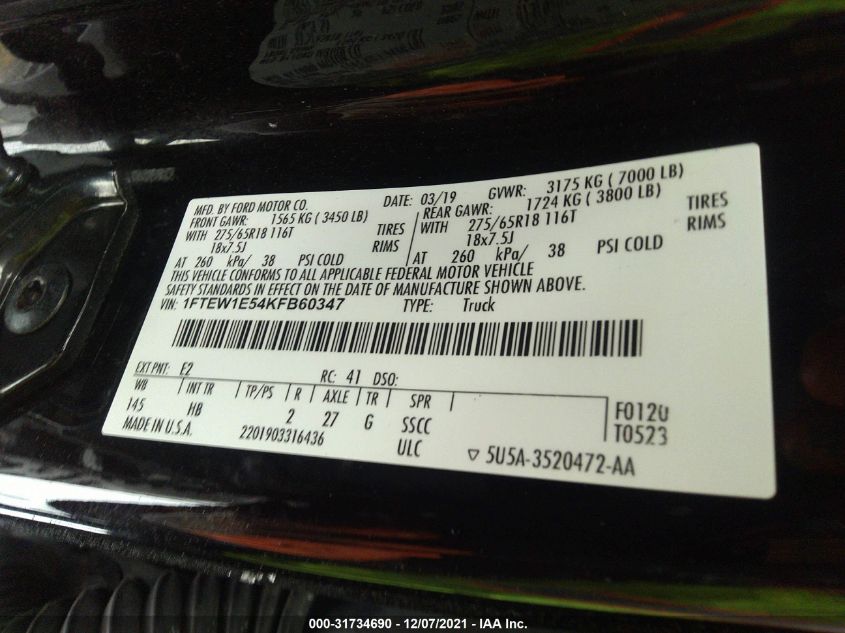 MFD. BY FORD MOTOR CO. DATE: 03/19 GVWR: 3175 KG ( 7000 LB)
FRONT GAWR: 1565 KG ( 3450 LB) REAR GAWR: 1724 KG ( 3800 LB)
WITH 275/65R18 116T TIRES WITH 275/65R18 116T TIRES
18x7.5J RIMS 18x7.5J RIMS
AT 260 kPa/ 38 PSI COLD AT 260 kPa/ 38 PSI COLD
THIS VEHICLE CONFORMS TO ALL APPLICABLE FEDERAL MOTOR VEHICLE
SAFETY STANDARDS IN EFFECT ON THE DATE OF MANUFACTURE SHOWN ABOVE.
VIN: 1FTEW1E54KFB60347 TYPE: Truck
EXT PNT: E2 RC: 41 DSO:
WB INT TR TP/PS R AXLE TR SPR
145 HB 2 27 G SSCC F0120
MADE IN U.S.A. 2201903316436 ULC T0523
▽ 5U5A-3520472-AA
000-31734690 - 12/07/2021 - IAA Inc.